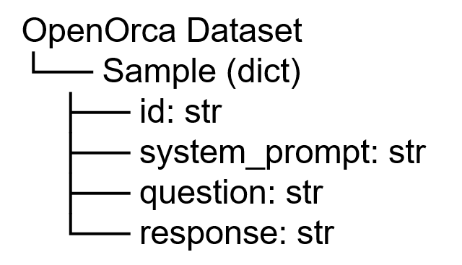 OpenOrca Dataset
Sample (dict)
id: str
system_prompt: str
question: str
response: str